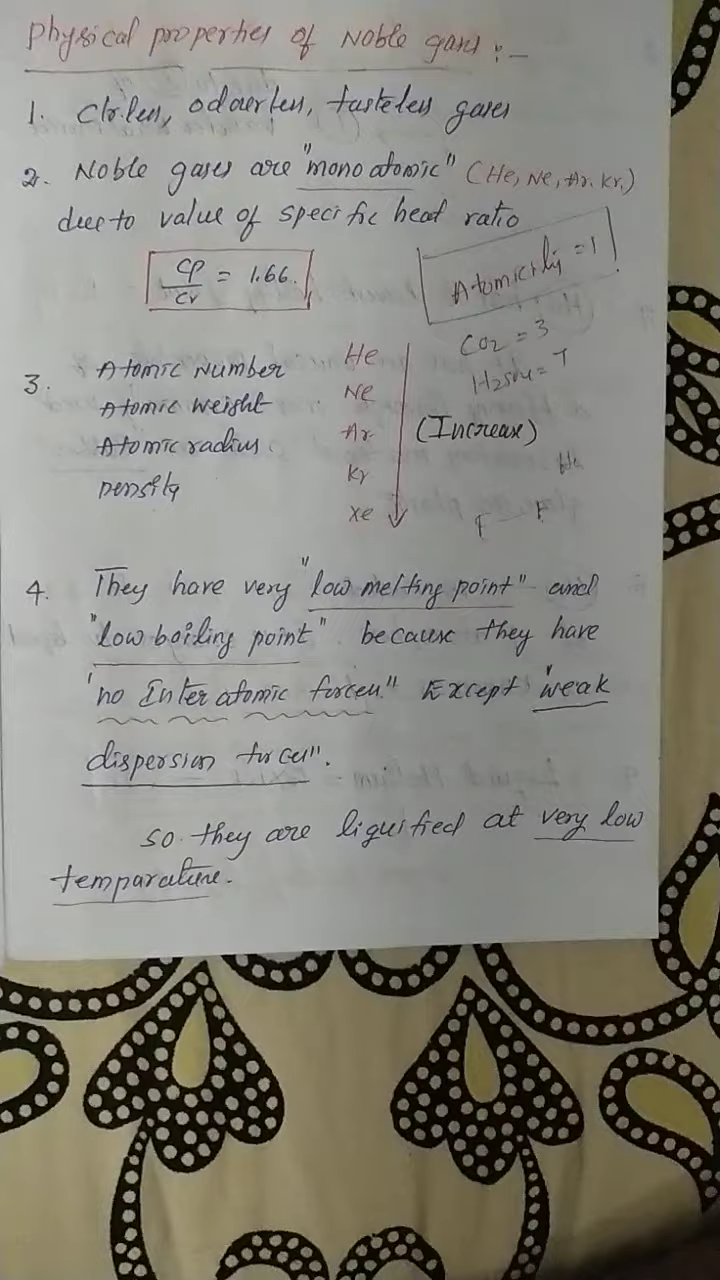 Physical properties of Noble gases :-
1. Clrless, odourless, tasteless gases
2. Noble gases are "mono atomic" (He, Ne, Ar. Kr.)
due to value of specific head ratio
Cp/Cv = 1.66.
Atomicity = 1
CO2 = 3
H2SO4 = 7
3. Atomic Number
Atomic weight
Atomic radius.
Density
He
Ne
Ar
Kr
Xe
(Increase)
F F
4. They have very "low melting point" and
"low boiling point". because they have
"no Inter atomic forces." Except "weak
dispersion forces".
so they are liquified at very low
temparature.